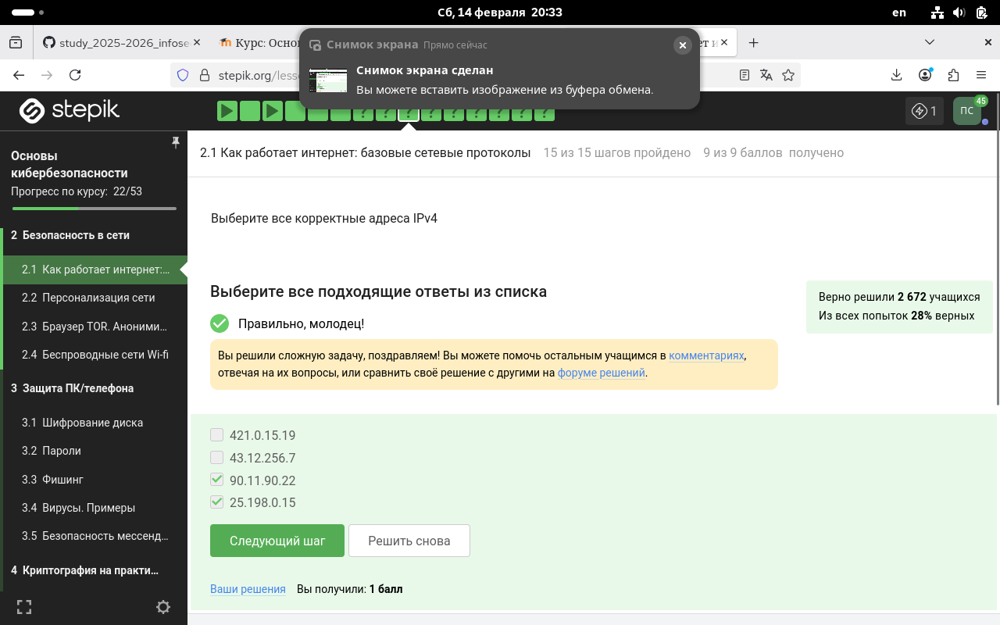 Сб, 14 февраля 20:33
en
study_2025-2026_infose
Курс: Осно
Снимок экрана Прямо сейчас
Снимок экрана сделан
Вы можете вставить изображение из буфера обмена.
stepik.org/less
stepik
1
ПС
45
Основы
кибербезопасности
Прогресс по курсу: 22/53
2 Безопасность в сети
2.1 Как работает интернет:...
2.2 Персонализация сети
2.3 Браузер TOR. Аноними...
2.4 Беспроводные сети Wi-fi
3 Защита ПК/телефона
3.1 Шифрование диска
3.2 Пароли
3.3 Фишинг
3.4 Вирусы. Примеры
3.5 Безопасность мессенд...
4 Криптография на практи...
2.1 Как работает интернет: базовые сетевые протоколы 15 из 15 шагов пройдено 9 из 9 баллов получено
Выберите все корректные адреса IPv4
Выберите все подходящие ответы из списка
Правильно, молодец!
Верно решили 2 672 учащихся
Из всех попыток 28% верных
Вы решили сложную задачу, поздравляем! Вы можете помочь остальным учащимся в комментариях,
отвечая на их вопросы, или сравнить своё решение с другими на форуме решений.
421.0.15.19
43.12.256.7
90.11.90.22
25.198.0.15
Следующий шаг
Решить снова
Ваши решения Вы получили: 1 балл